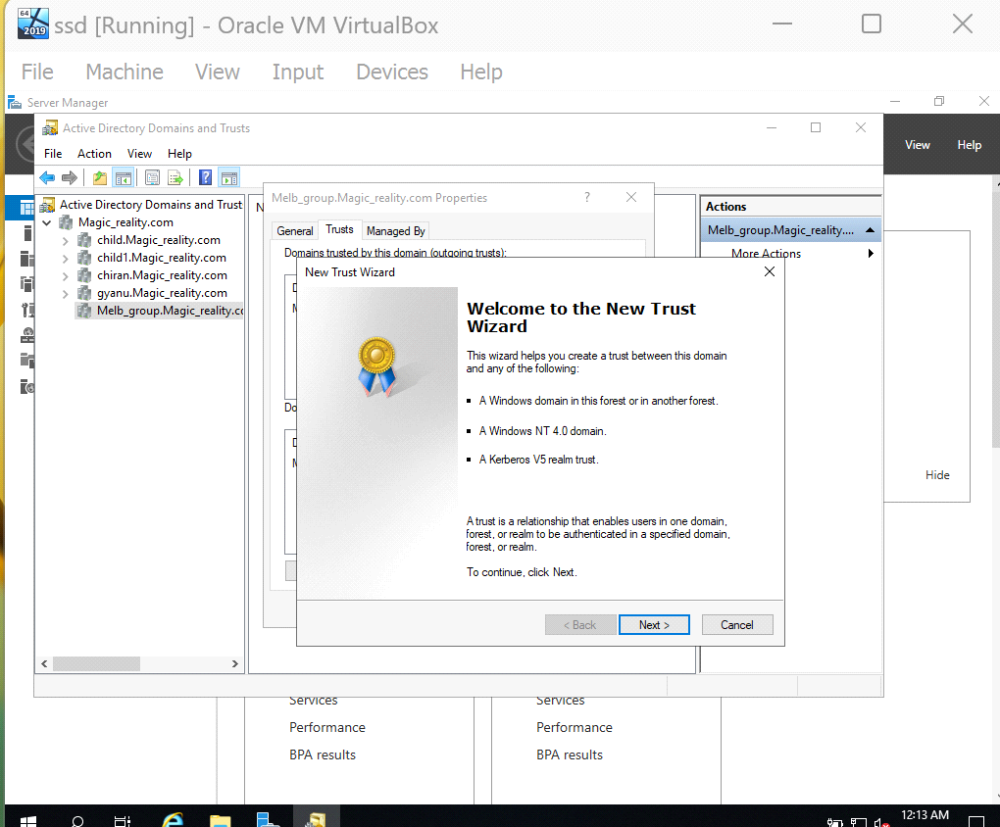 64
2019
ssd [Running] - Oracle VM VirtualBox
File Machine View Input Devices Help
Server Manager
View Help
Active Directory Domains and Trusts
File Action View Help
Active Directory Domains and Trust
Magic_reality.com
child.Magic_reality.com
child1.Magic_reality.com
chiran.Magic_reality.com
gyanu.Magic_reality.com
Melb_group.Magic_reality.co
Melb_group.Magic_reality.com Properties
?
General Trusts Managed By
Domains trusted by this domain (outgoing trusts):
Do
Actions
Melb_group.Magic_reality....
More Actions
New Trust Wizard
Welcome to the New Trust
Wizard
This wizard helps you create a trust between this domain
and any of the following:
A Windows domain in this forest or in another forest.
A Windows NT 4.0 domain.
A Kerberos V5 realm trust.
A trust is a relationship that enables users in one domain,
forest, or realm to be authenticated in a specified domain,
forest, or realm.
To continue, click Next.
< Back Next > Cancel
Hide
Services
Performance
BPA results
Services
Performance
BPA results
12:13 AM